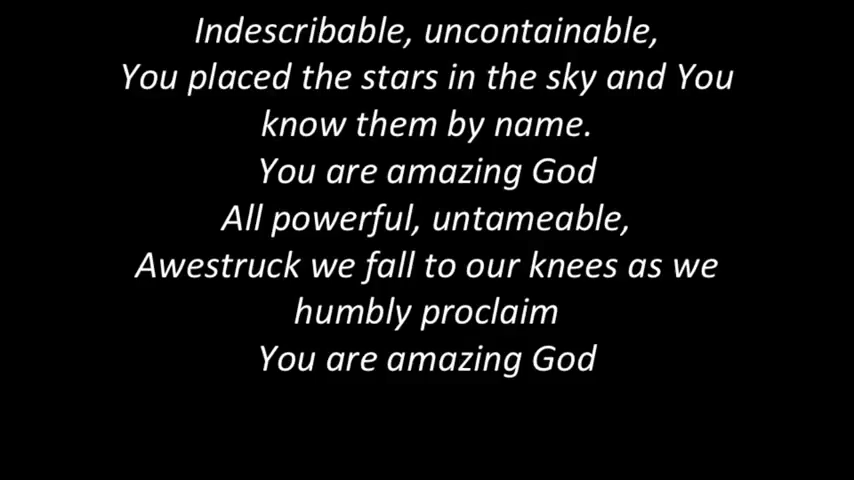 Indescribable, uncontainable,
You placed the stars in the sky and You
know them by name.
You are amazing God
All powerful, untameable,
Awestruck we fall to our knees as we
humbly proclaim
You are amazing God